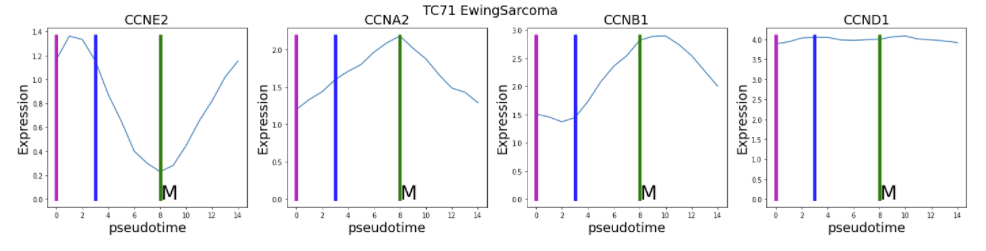 TC71 EwingSarcoma
CCNE2
CCNA2
CCNB1
CCND1
Expression
1.4
1.2
1.0
0.8
0.6
0.4
0.2
0.0
M
0 2 4 6 8 10 12 14
pseudotime
Expression
2.0
1.5
1.0
0.5
0.0
M
0 2 4 6 8 10 12 14
pseudotime
Expression
3.0
2.5
2.0
1.5
1.0
0.5
0.0
M
0 2 4 6 8 10 12 14
pseudotime
Expression
4.0
3.5
3.0
2.5
2.0
1.5
1.0
0.5
0.0
M
0 2 4 6 8 10 12 14
pseudotime